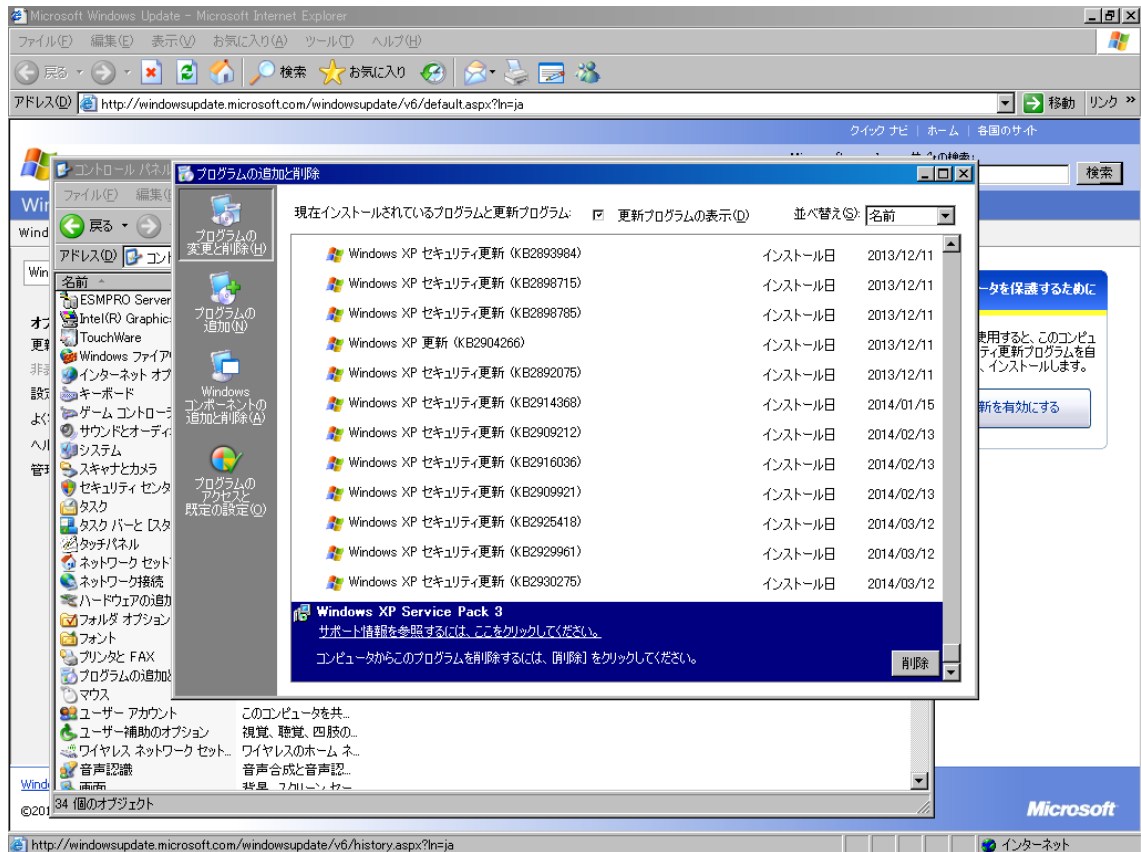 Microsoft Windows Update - Microsoft Internet Explorer
ファイル(F) 編集(E) 表示(V) お気に入り(A) ツール(T) ヘルプ(H)
戻る 検索 お気に入り
アドレス(D) http://windowsupdate.microsoft.com/windowsupdate/v6/default.aspx?ln=ja 移動 リンク »
クイック ナビ | ホーム | 各国のサイト
検索
コントロール パネル
ファイル(F) 編集(E
戻る
アドレス(D)
名前
ESMPRO Server
Intel(R) Graphic
TouchWare
Windows ファイア
インターネット オプ
キーボード
ゲーム コントロー
サウンドとオーディ
システム
スキャナとカメラ
セキュリティ センタ
タスク
タスク バーと [スタ
タッチパネル
ネットワーク セット
ネットワーク接続
ハードウェアの追加
フォルダ オプション
フォント
プリンタと FAX
プログラムの追加と
マウス
ユーザー アカウント このコンピュータを共...
ユーザー補助のオプション 視覚、聴覚、四肢の...
ワイヤレス ネットワーク セット... ワイヤレスのホーム ネ...
音声認識 音声合成と音声認...
画面
34 個のオブジェクト
プログラムの追加と削除
プログラムの
変更と削除(H)
プログラムの
追加(N)
Windows
コンポーネントの
追加と削除(A)
プログラムの
アクセスと
既定の設定(O)
現在インストールされているプログラムと更新プログラム: 更新プログラムの表示(D) 並べ替え(S): 名前
Windows XP セキュリティ更新 (KB2893984) インストール日 2013/12/11
Windows XP セキュリティ更新 (KB2898715) インストール日 2013/12/11
Windows XP セキュリティ更新 (KB2898785) インストール日 2013/12/11
Windows XP 更新 (KB2904266) インストール日 2013/12/11
Windows XP セキュリティ更新 (KB2892075) インストール日 2013/12/11
Windows XP セキュリティ更新 (KB2914368) インストール日 2014/01/15
Windows XP セキュリティ更新 (KB2909212) インストール日 2014/02/13
Windows XP セキュリティ更新 (KB2916036) インストール日 2014/02/13
Windows XP セキュリティ更新 (KB2909921) インストール日 2014/02/13
Windows XP セキュリティ更新 (KB2925418) インストール日 2014/03/12
Windows XP セキュリティ更新 (KB2929961) インストール日 2014/03/12
Windows XP セキュリティ更新 (KB2930275) インストール日 2014/03/12
Windows XP Service Pack 3
サポート情報を参照するには、ここをクリックしてください。
コンピュータからこのプログラムを削除するには、[削除] をクリックしてください。
削除
ータを保護するために
使用すると、このコンピュ
ティ更新プログラムを自
、インストールします。
新を有効にする
Microsoft
http://windowsupdate.microsoft.com/windowsupdate/v6/history.aspx?ln=ja インターネット